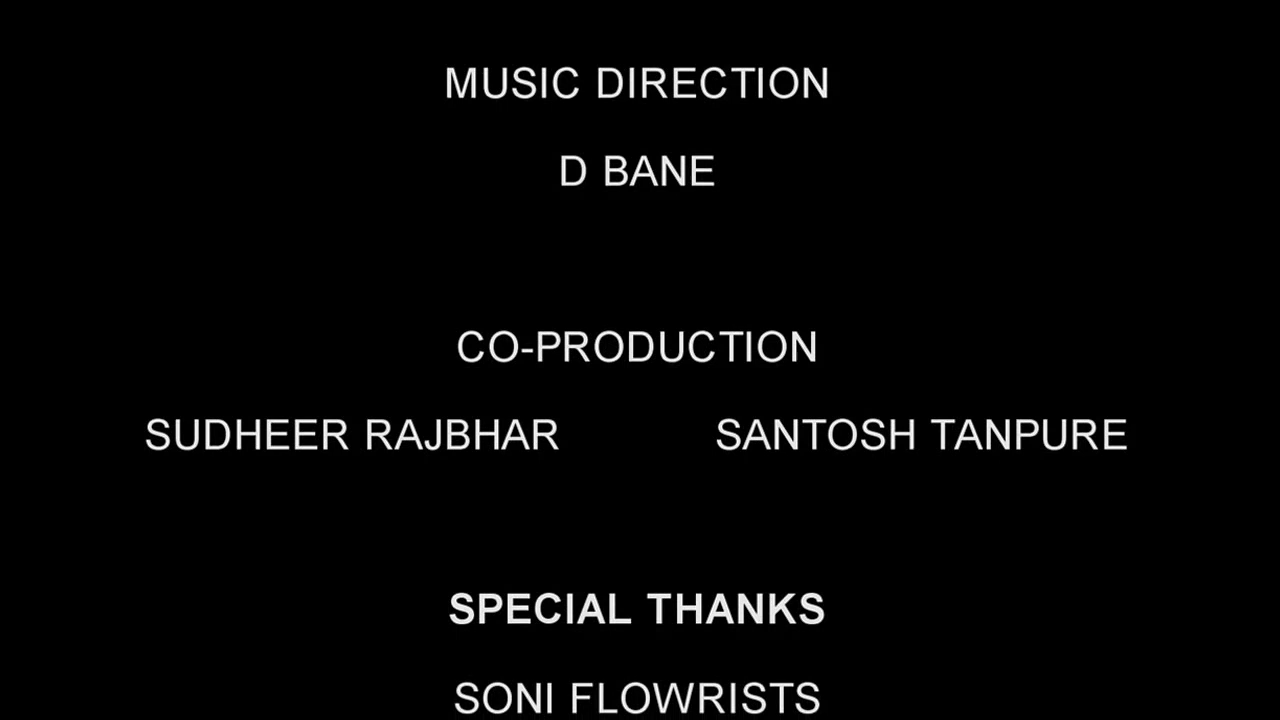 MUSIC DIRECTION
D BANE
CO-PRODUCTION
SUDHEER RAJBHAR SANTOSH TANPURE
SPECIAL THANKS
SONI FLOWRISTS